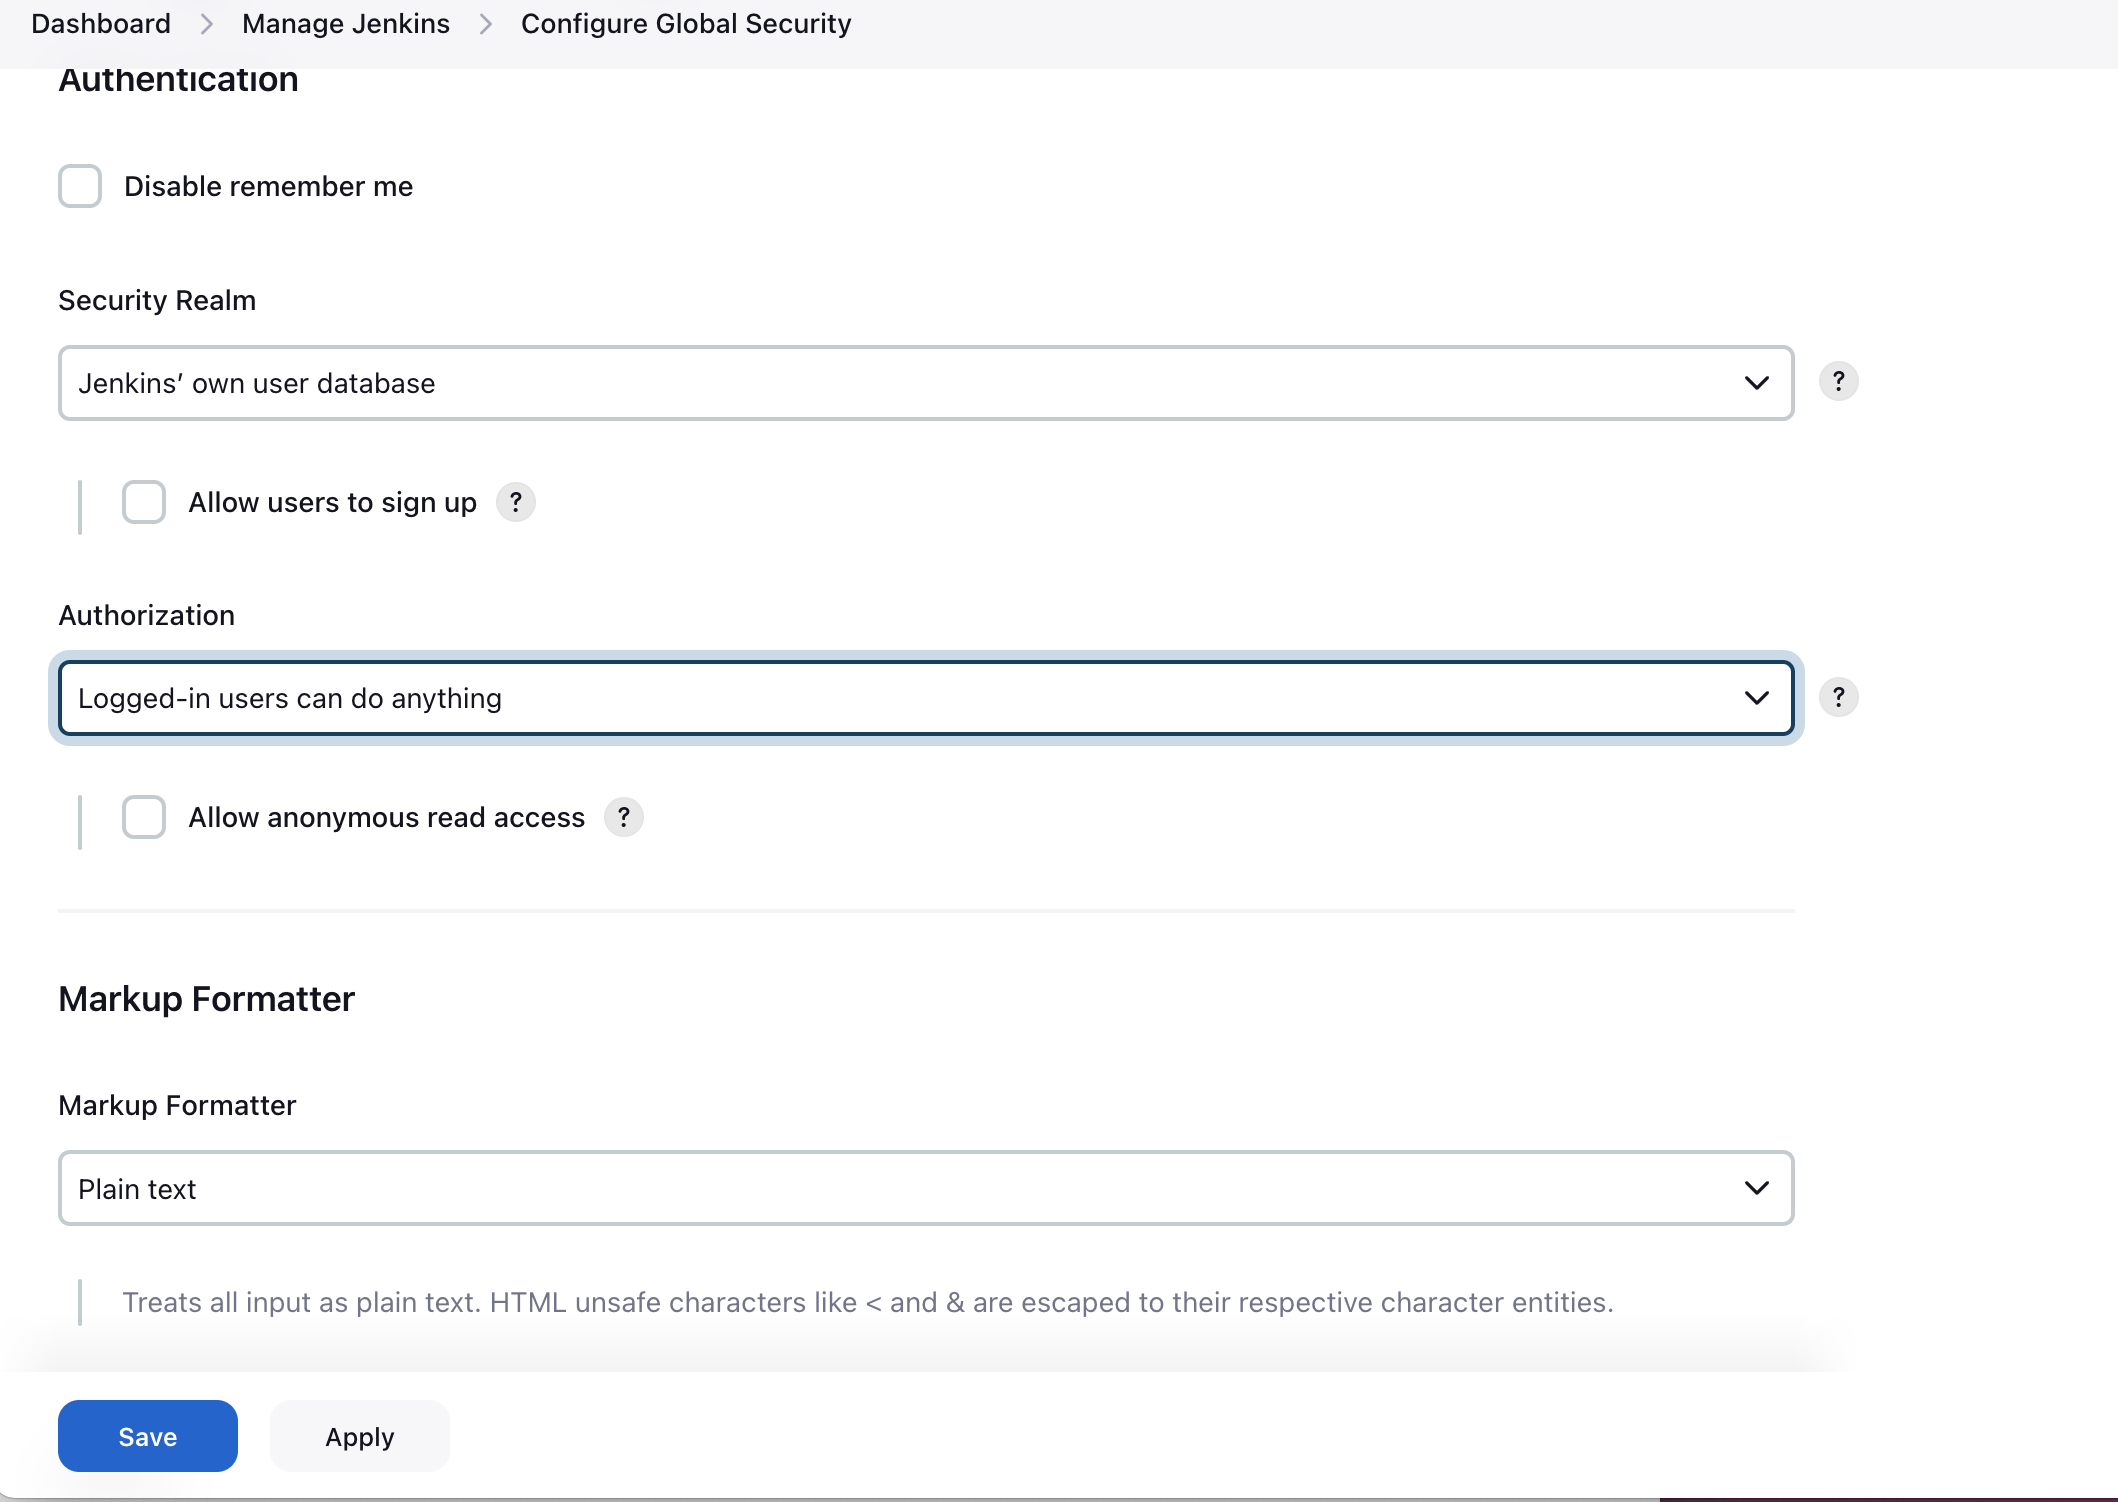 Dashboard > Manage Jenkins > Configure Global Security
Authentication
Disable remember me
Security Realm
Jenkins’ own user database
?
Allow users to sign up ?
Authorization
Logged-in users can do anything
?
Allow anonymous read access ?
Markup Formatter
Markup Formatter
Plain text
Treats all input as plain text. HTML unsafe characters like < and & are escaped to their respective character entities.
Save Apply